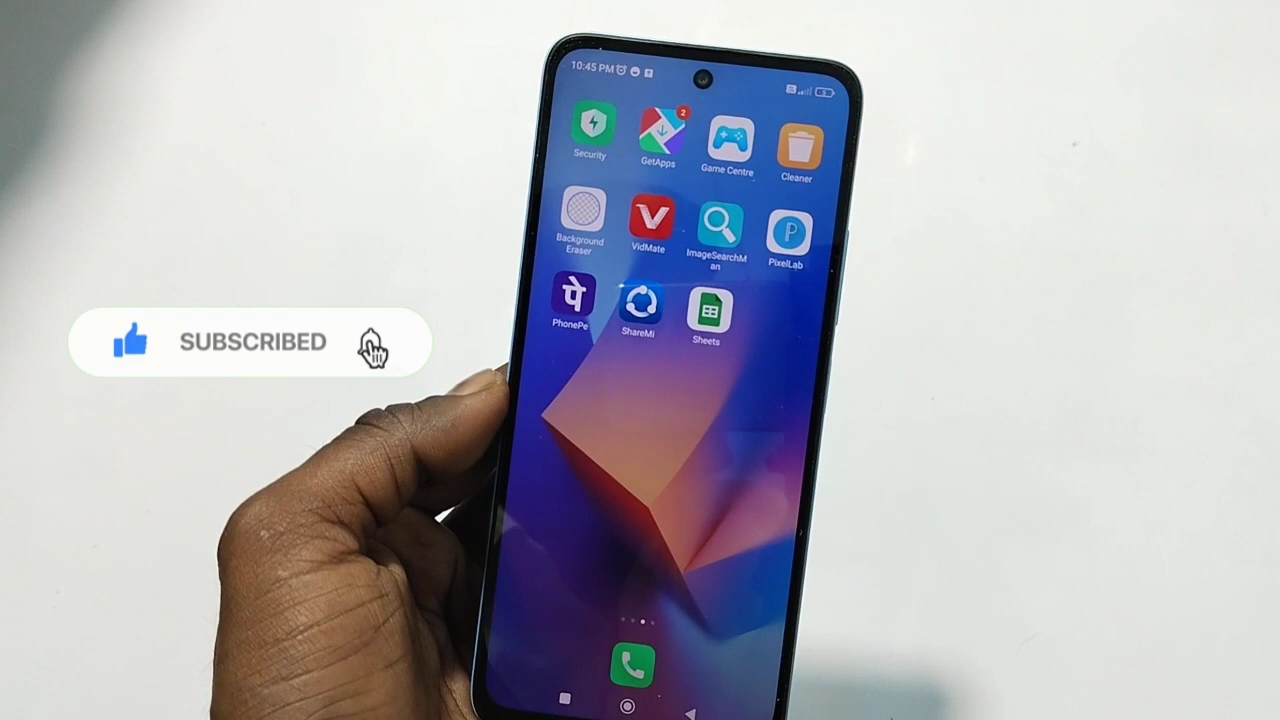 10:45 PM
Security
GetApps
2
Game Centre
Cleaner
Background
Eraser
VidMate
ImageSearchM
an
PixelLab
P
पे
PhonePe
ShareMi
Sheets
SUBSCRIBED